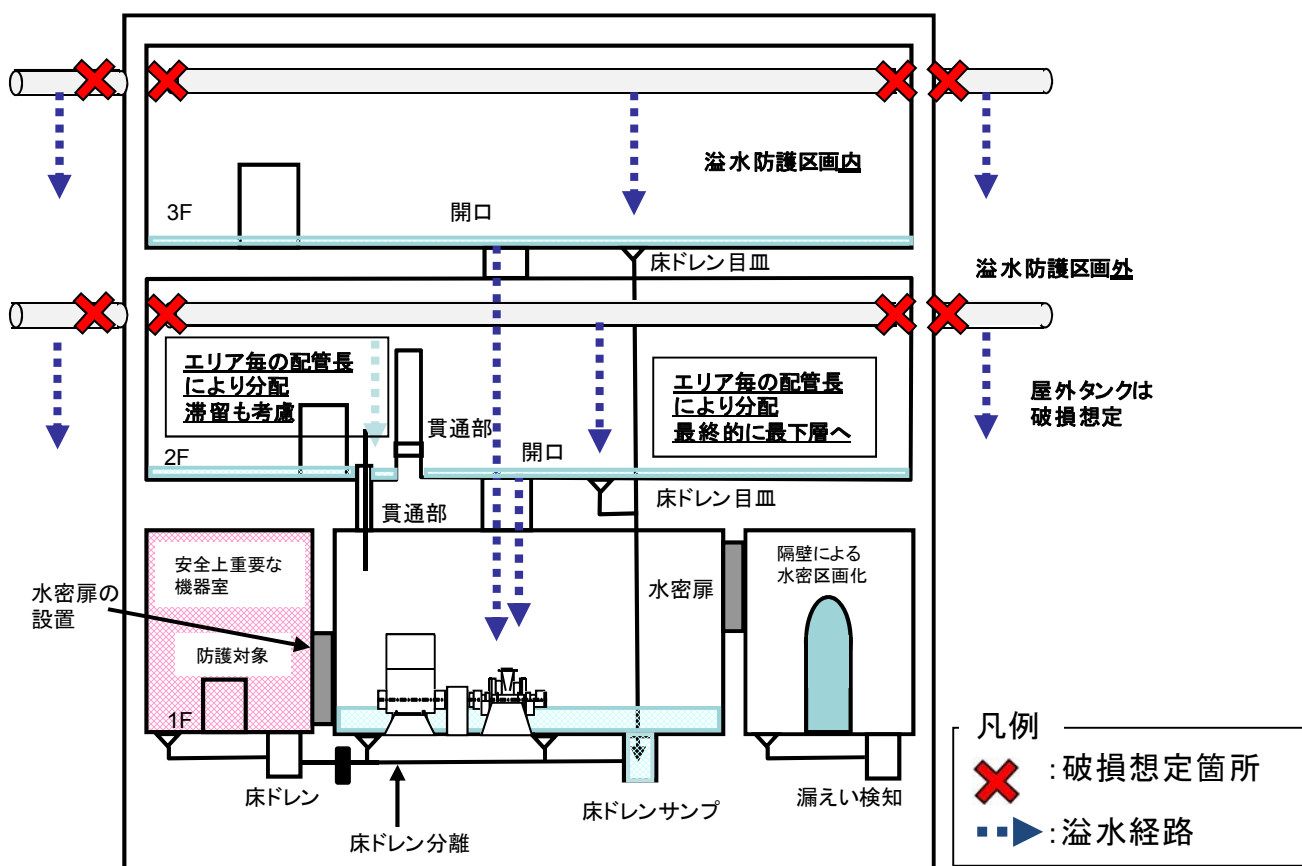 溢水防護区画内
3F
開口
床ドレン目皿
溢水防護区画外
エリア毎の配管長
により分配
滞留も考慮
貫通部
エリア毎の配管長
により分配
最終的に最下層へ
屋外タンクは
破損想定
2F
開口
床ドレン目皿
貫通部
安全上重要な
機器室
水密扉
隔壁による
水密区画化
水密扉の
設置
防護対象
1F
床ドレン
床ドレンサンプ
漏えい検知
床ドレン分離
凡例
:破損想定箇所
:溢水経路